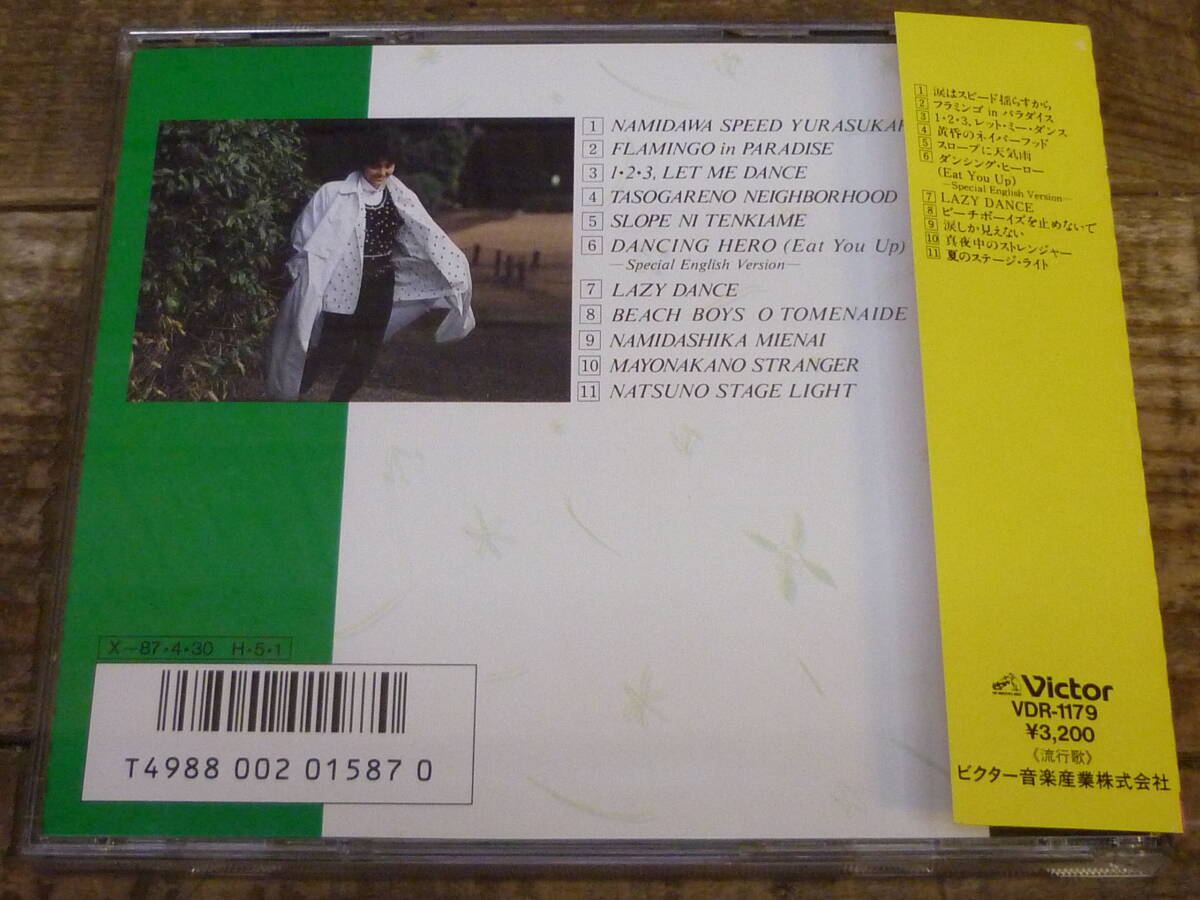 1 NAMIDAWA SPEED YURASUKAR
2 FLAMINGO in PARADISE
3 1・2・3, LET ME DANCE
4 TASOGARENO NEIGHBORHOOD
5 SLOPE NI TENKIAME
6 DANCING HERO (Eat You Up)
—Special English Version—
7 LAZY DANCE
8 BEACH BOYS O TOMENAIDE
9 NAMIDASHIKA MIENAI
10 MAYONAKANO STRANGER
11 NATSUNO STAGE LIGHT
X—87・4・30 H・5・1
T4988 002 01587 0
1 涙はスピード揺らすから
2 フラミンゴ in パラダイス
3 1・2・3, レット・ミー・ダンス
4 黄昏のネイバーフッド
5 スロープに天気雨
6 ダンシング・ヒーロー
(Eat You Up)
—Special English Version—
7 LAZY DANCE
8 ビーチボーイズを止めないで
9 涙しか見えない
10 真夜中のストレンジャー
11 夏のステージ・ライト
Victor
VDR-1179
¥3,200
《流行歌》
ビクター音楽産業株式会社